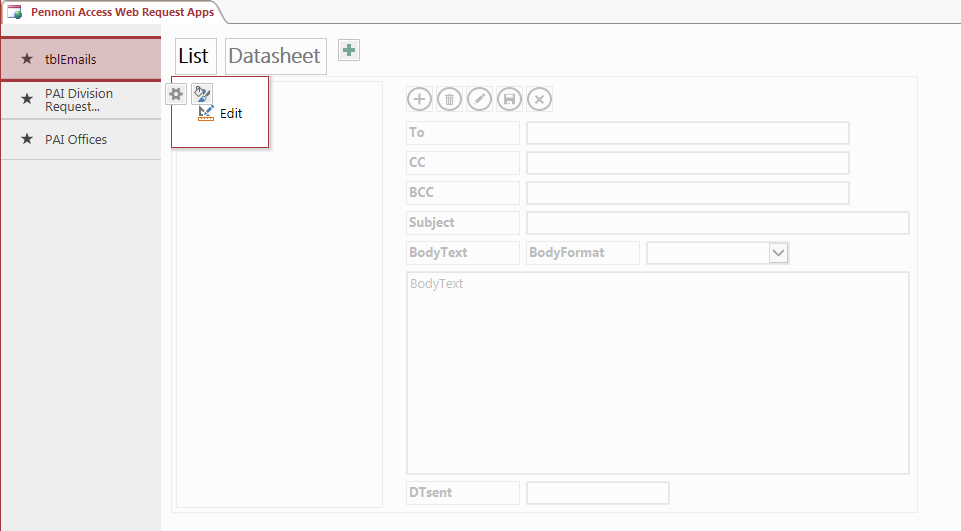 Pennoni Access Web Request Apps
tblEmails
PAI Division
Request...
PAI Offices
List
Datasheet
Edit
To
CC
BCC
Subject
BodyText
BodyFormat
BodyText
DTsent